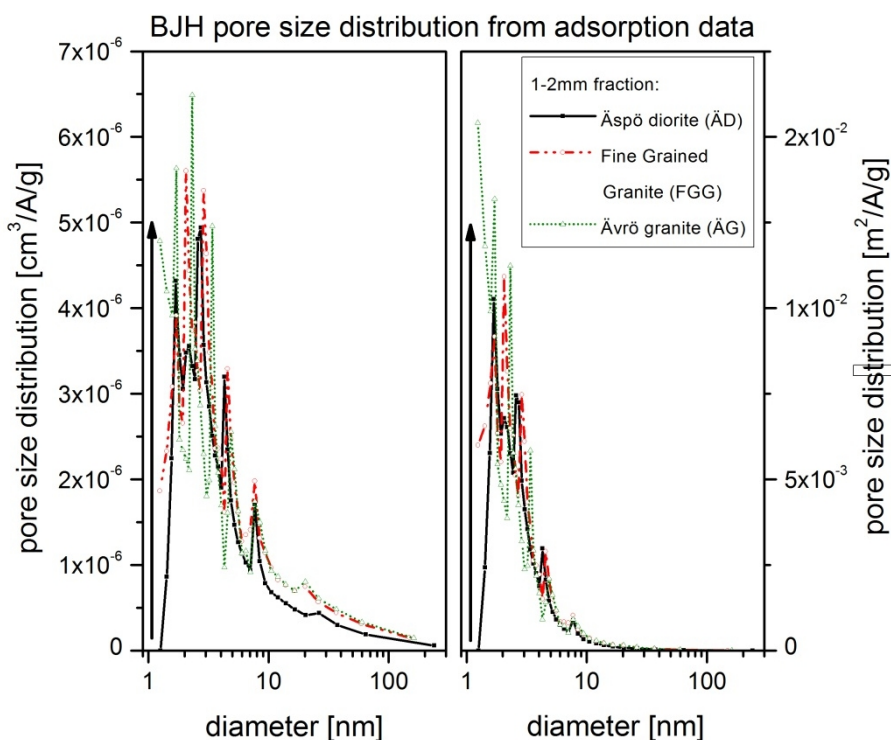 BJH pore size distribution from adsorption data
pore size distribution [cm³/A/g]
7x10⁻⁶
6x10⁻⁶
5x10⁻⁶
4x10⁻⁶
3x10⁻⁶
2x10⁻⁶
1x10⁻⁶
0
1 10 100
diameter [nm]
1-2mm fraction:
Äspö diorite (ÄD)
Fine Grained
Granite (FGG)
Ävrö granite (ÄG)
2x10⁻²
1x10⁻²
5x10⁻³
0
pore size distribution [m²/A/g]
1 10 100
diameter [nm]